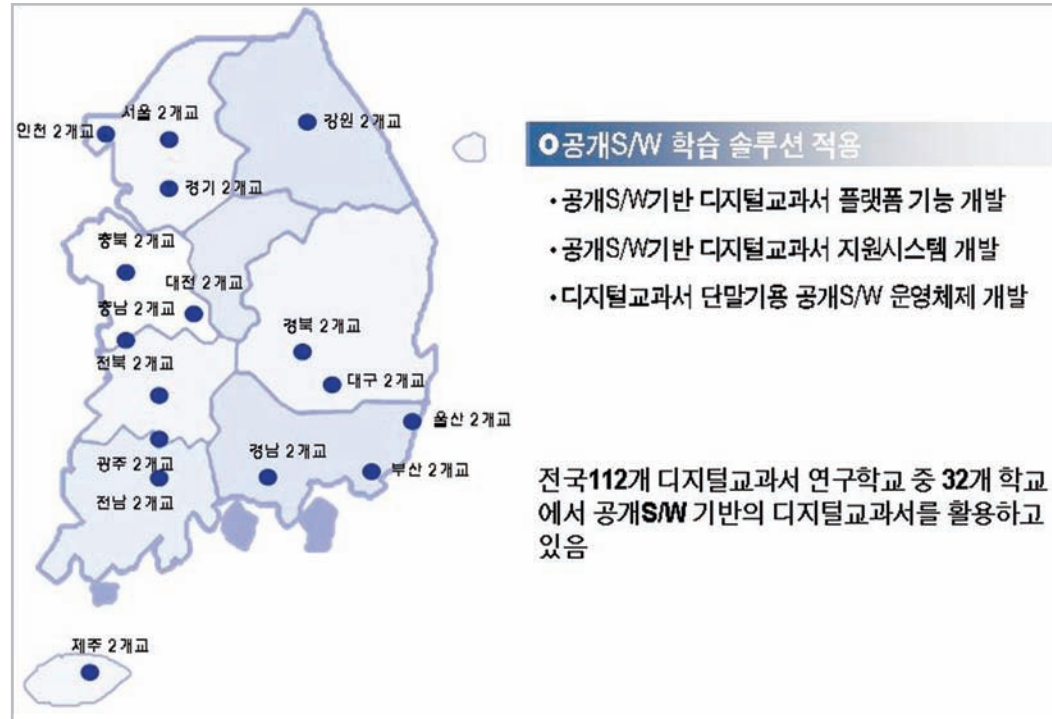 서울 2개교
인천 2개교
강원 2개교
경기 2개교
충북 2개교
대전 2개교
충남 2개교
경북 2개교
전북 2개교
대구 2개교
울산 2개교
광주 2개교
경남 2개교
부산 2개교
전남 2개교
제주 2개교
공개S/W 학습 솔루션 적용
·공개S/W기반 디지털교과서 플랫폼 기능 개발
·공개S/W기반 디지털교과서 지원시스템 개발
·디지털교과서 단말기용 공개S/W 운영체제 개발
전국112개 디지털교과서 연구학교 중 32개 학교
에서 공개S/W 기반의 디지털교과서를 활용하고
있음